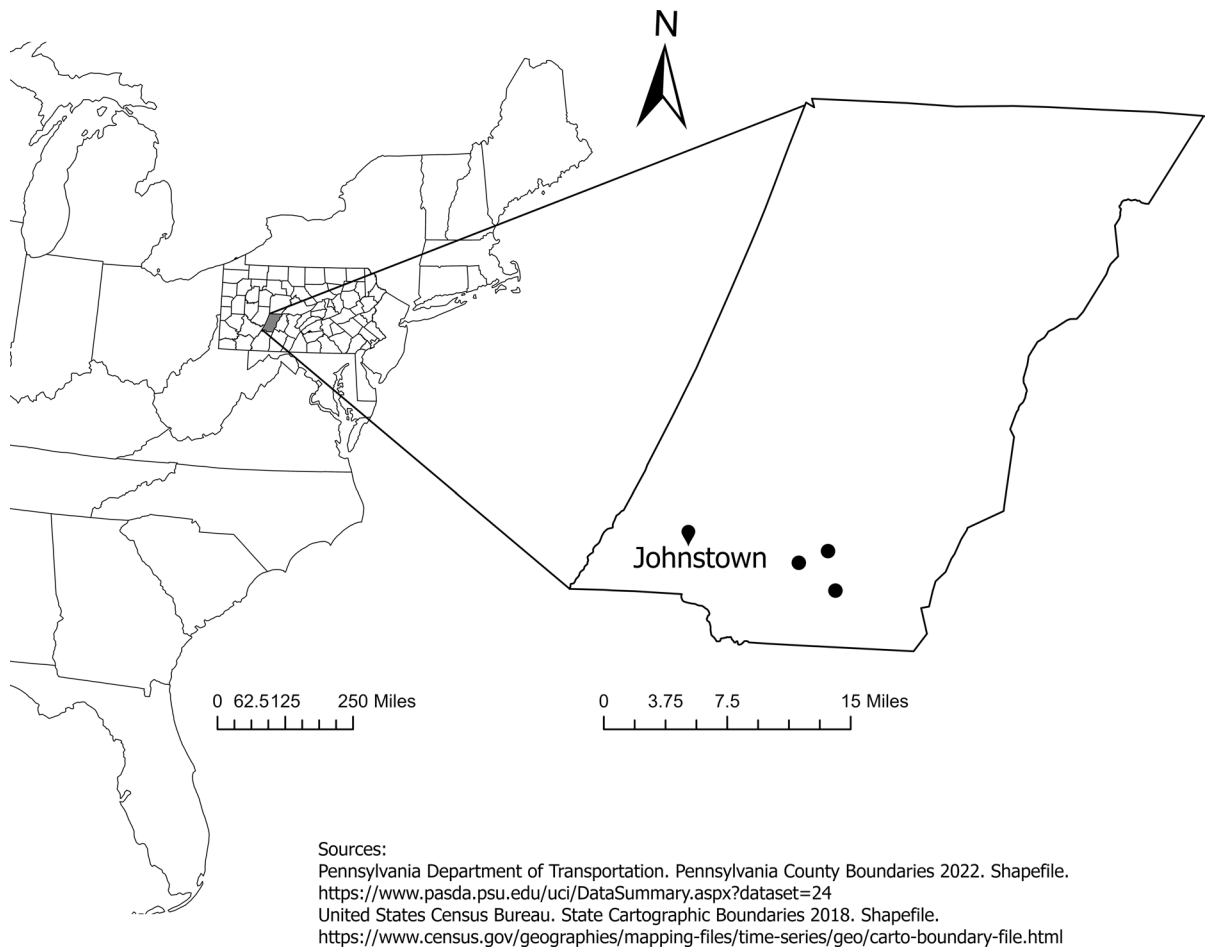 N
Johnstown
0 62.5 125 250 Miles
0 3.75 7.5 15 Miles
Sources:
Pennsylvania Department of Transportation. Pennsylvania County Boundaries 2022. Shapefile.
https://www.pasda.psu.edu/uci/DataSummary.aspx?dataset=24
United States Census Bureau. State Cartographic Boundaries 2018. Shapefile.
https://www.census.gov/geographies/mapping-files/time-series/geo/carto-boundary-file.html